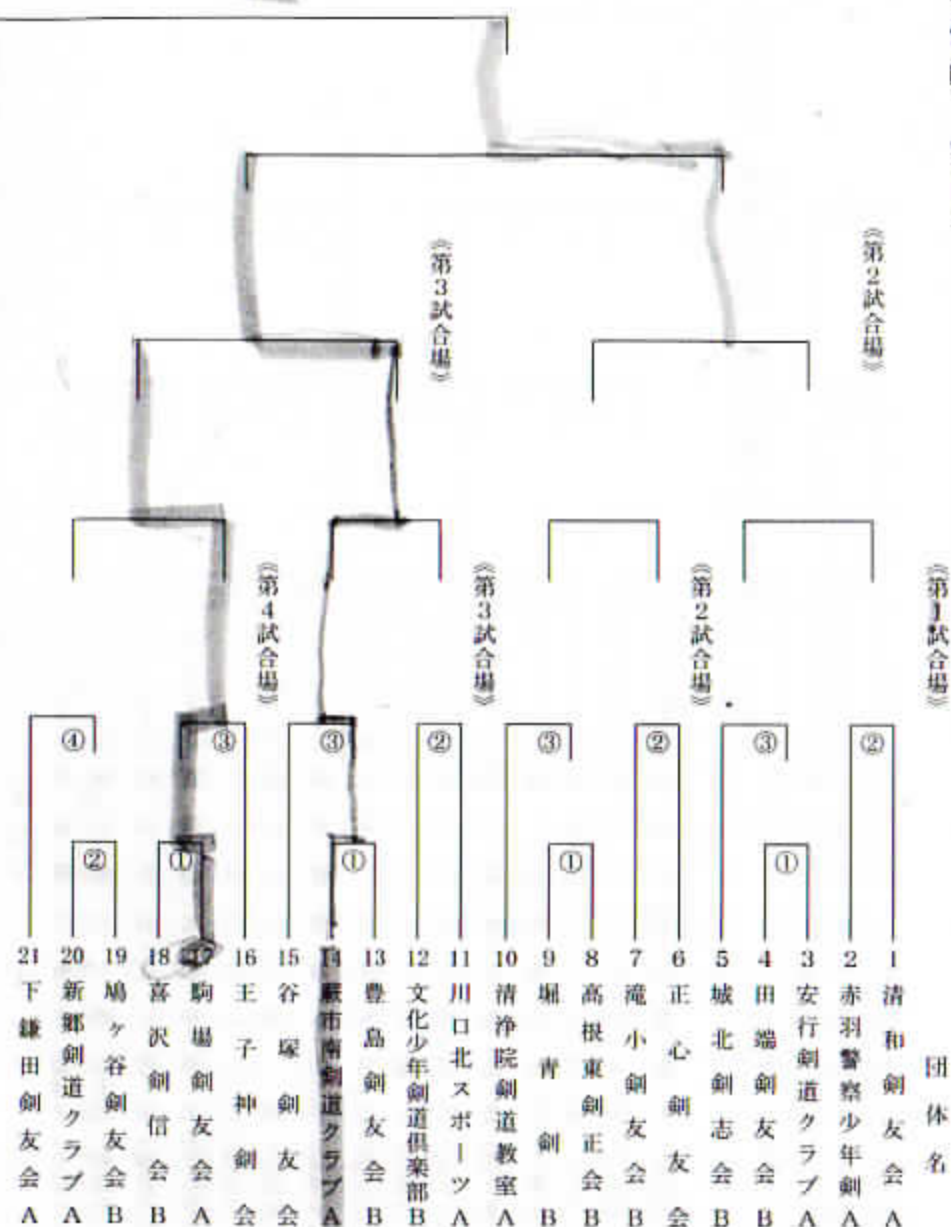 《第2試合場》
《第3試合場》
《第1試合場》
《第2試合場》
《第3試合場》
《第4試合場》
② ③ ② ③ ② ③ ③ ④
① ① ① ① ②
団体名
1 清和剣友会 A
2 赤羽警察少年剣 A
3 安行剣道クラブ A
4 田端剣友会 B
5 城北剣志会 B
6 正心剣友会
7 滝小剣友会 B
8 高根東剣正会 B
9 堀青剣 B
10 清浄院剣道教室 A
11 川口北スポーツ A
12 文化少年剣道倶楽部 B
13 豊島剣友会 B
14 蕨市南剣道クラブ A
15 谷塚剣友会
16 王子神剣会
17 駒場剣友会 A
18 喜沢剣信会 B
19 鳩ヶ谷剣友会 B
20 新郷剣道クラブ A
21 下鎌田剣友会 A